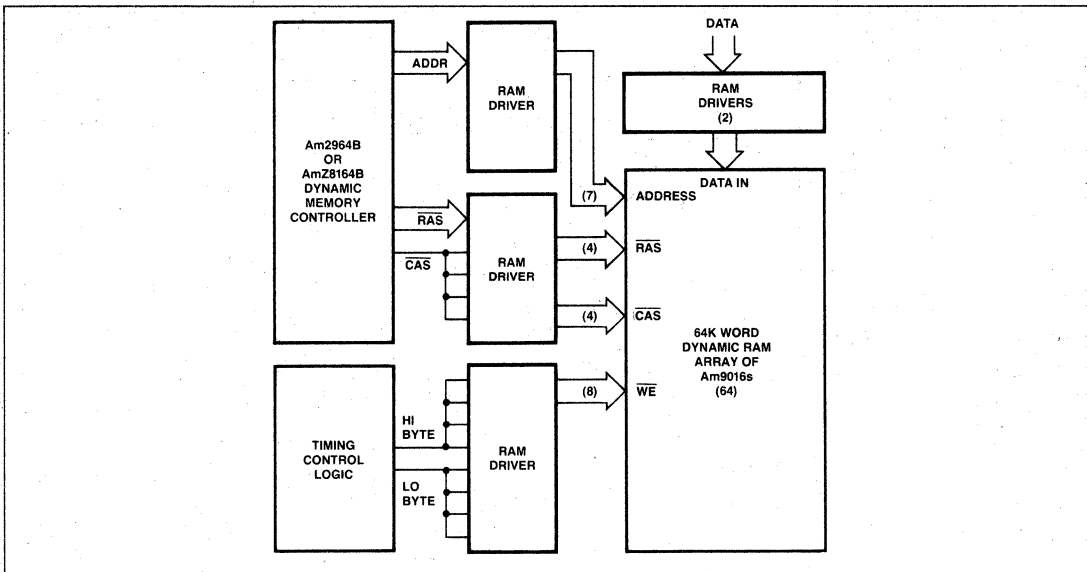 Am2964B
OR
AmZ8164B
DYNAMIC
MEMORY
CONTROLLER
ADDR
RAS
CAS
RAM
DRIVER
RAM
DRIVER
DATA
RAM
DRIVERS
(2)
DATA IN
(7)
ADDRESS
(4)
RAS
(4)
CAS
64K WORD
DYNAMIC RAM
ARRAY OF
Am9016s
(64)
(8)
WE
TIMING
CONTROL
LOGIC
HI
BYTE
LO
BYTE
RAM
DRIVER